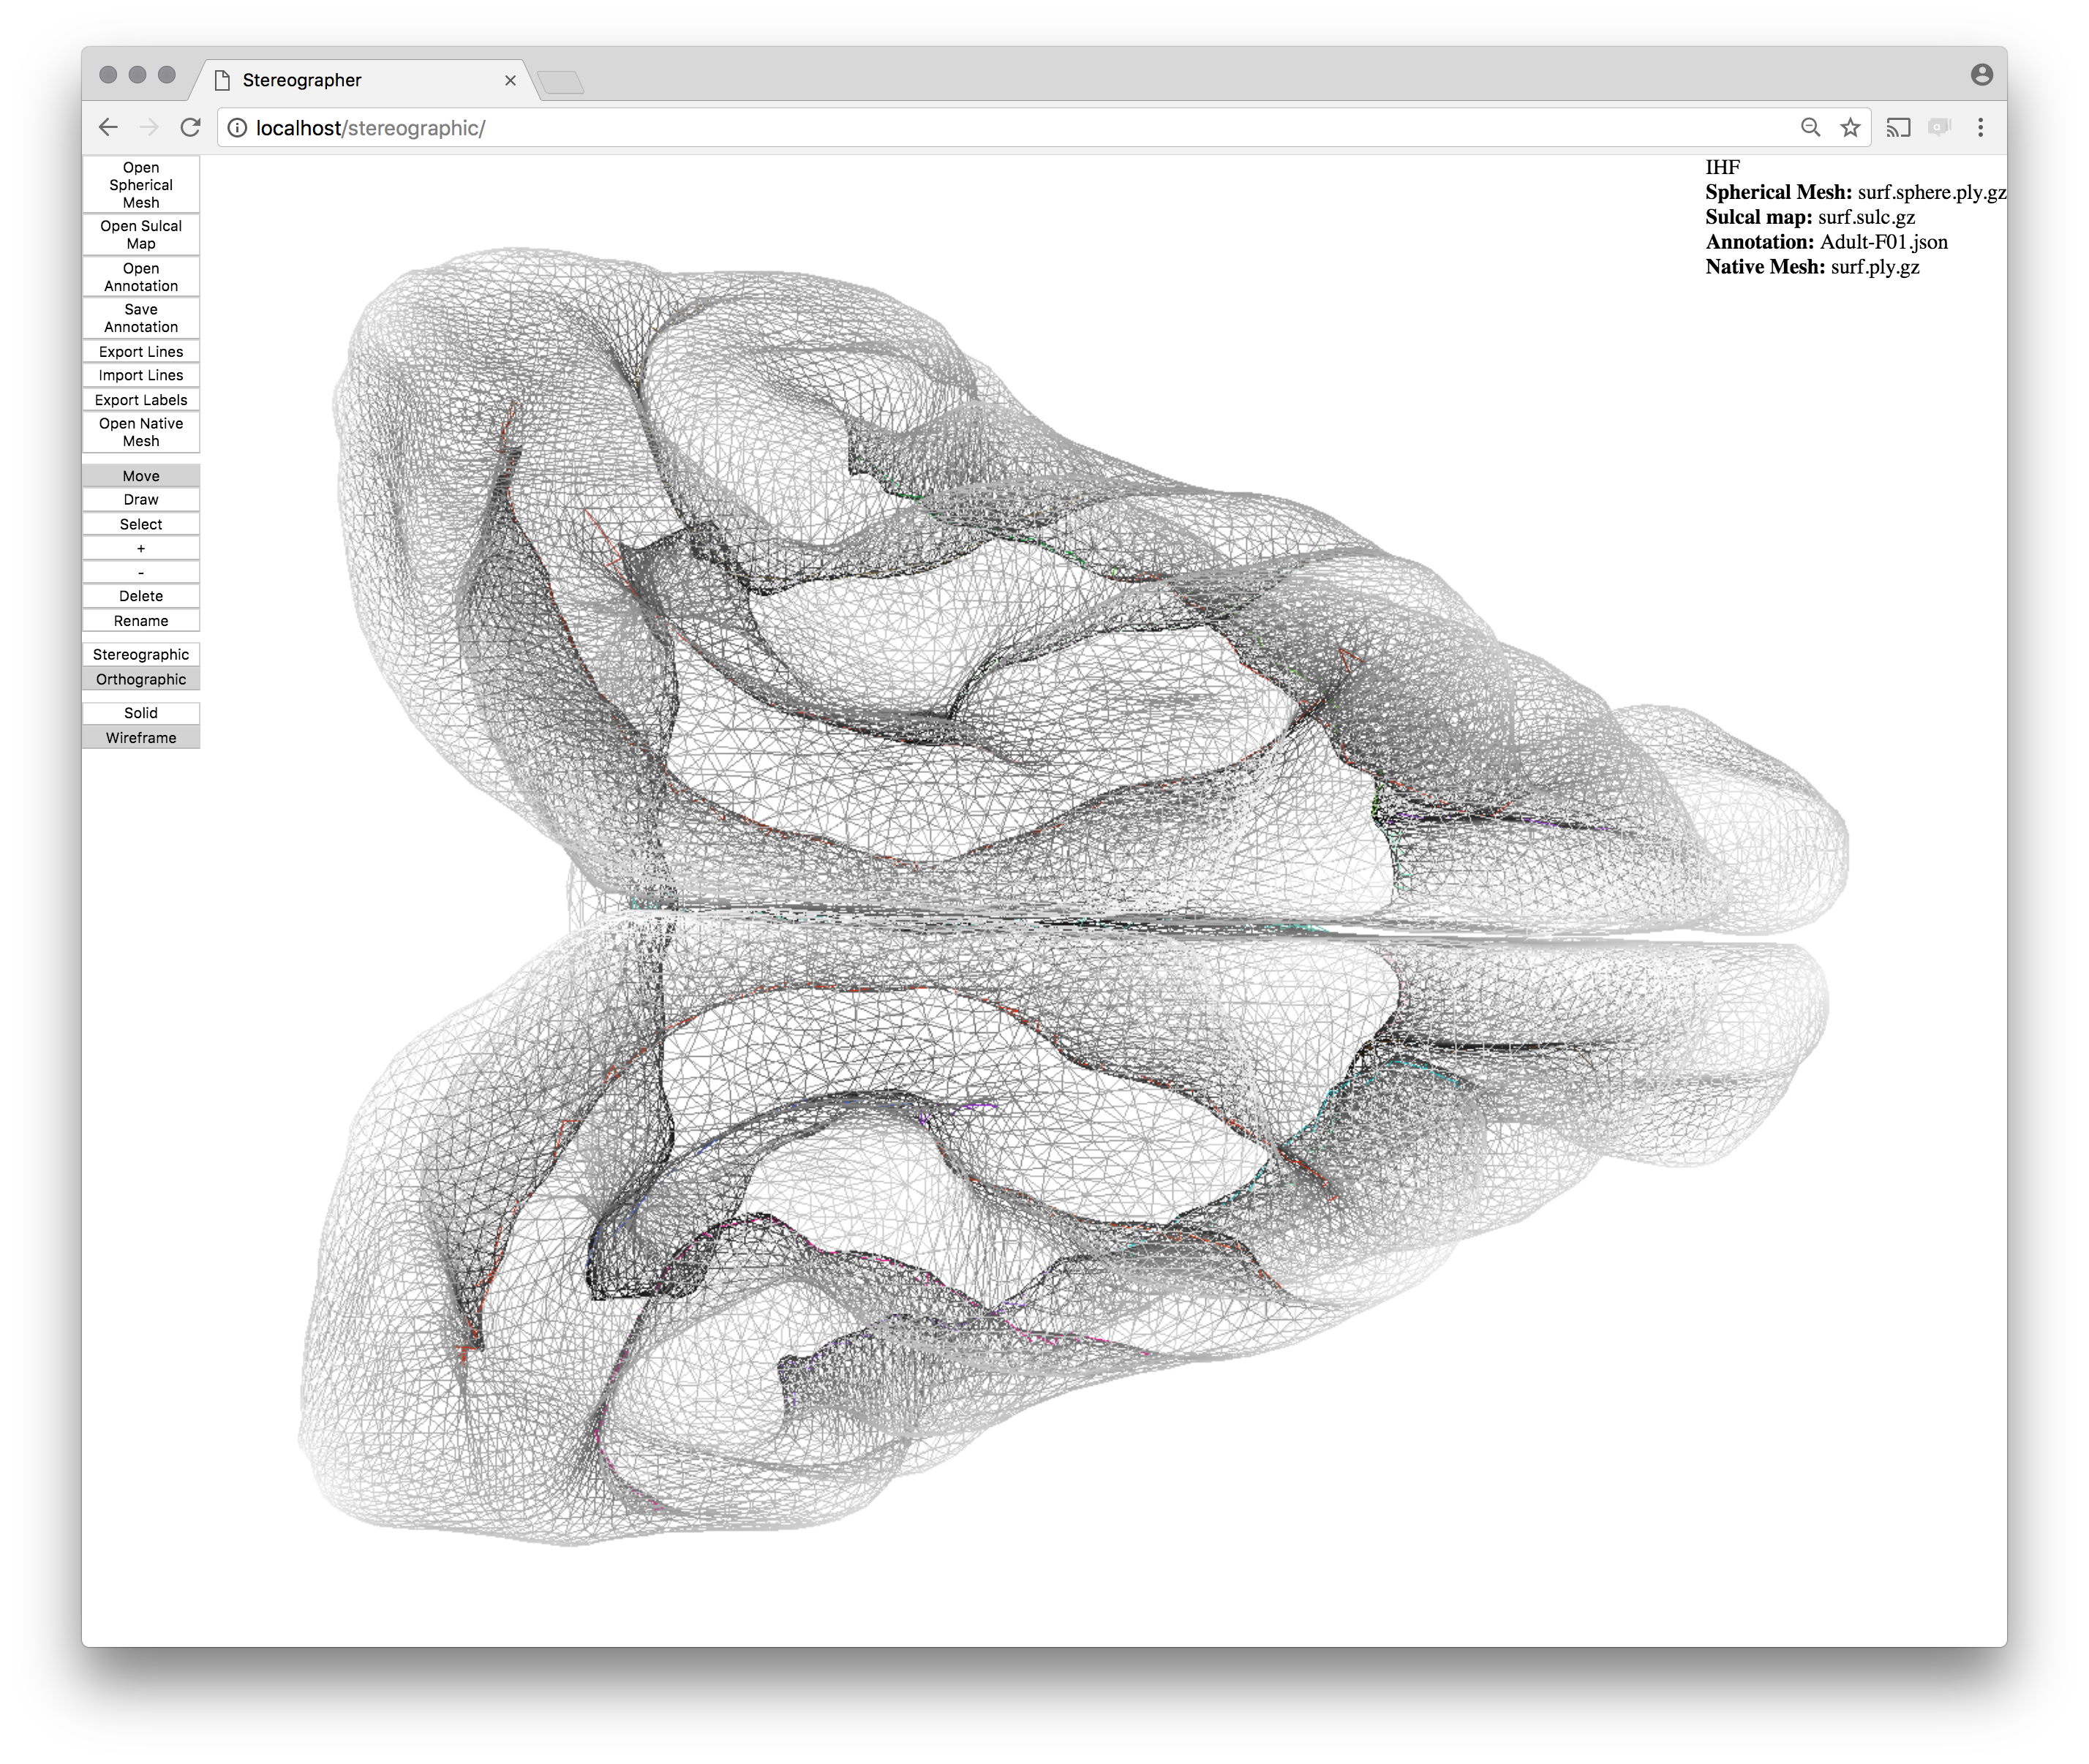 Stereographer
localhost/stereographic/
Open
Spherical
Mesh
Open Sulcal
Map
Open
Annotation
Save
Annotation
Export Lines
Import Lines
Export Labels
Open Native
Mesh
Move
Draw
Select
+
-
Delete
Rename
Stereographic
Orthographic
Solid
Wireframe
IHF
Spherical Mesh: surf.sphere.ply.gz
Sulcal map: surf.sulc.gz
Annotation: Adult-F01.json
Native Mesh: surf.ply.gz